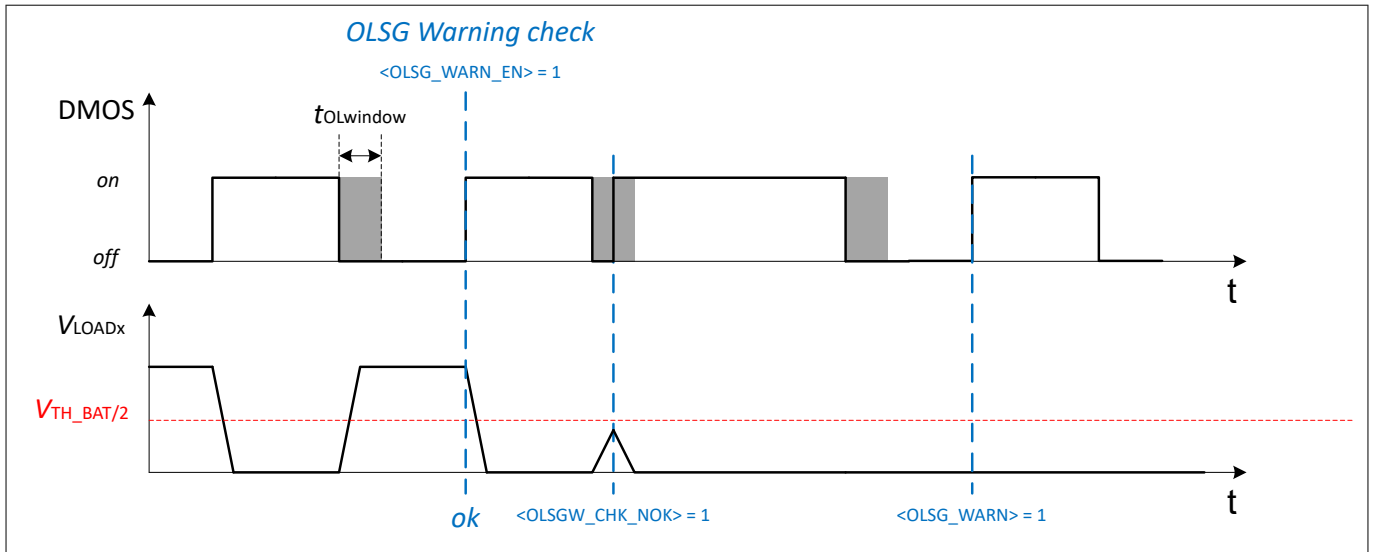 OLSG Warning check
<OLSG_WARN_EN> = 1
DMOS
tOLwindow
on
off
t
VLOADx
VTH_BAT/2
t
ok
<OLSGW_CHK_NOK> = 1
<OLSG_WARN> = 1